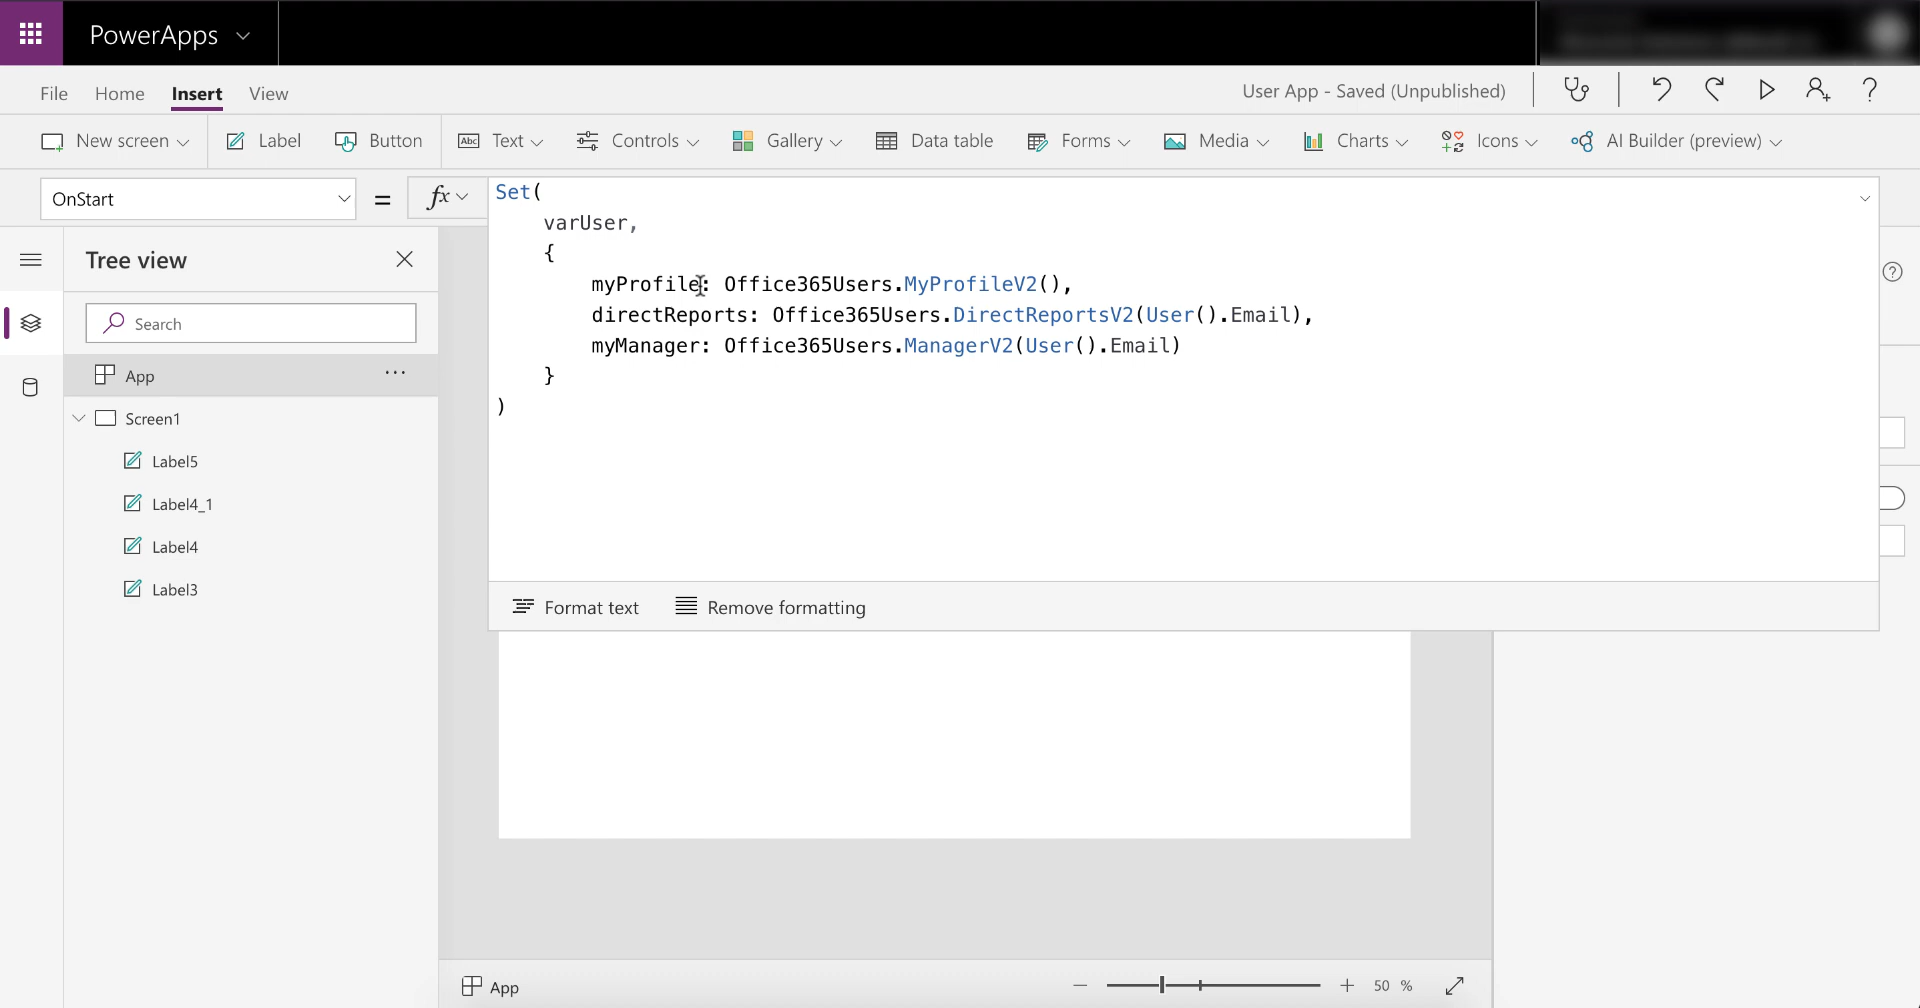 PowerApps
File Home Insert View
User App - Saved (Unpublished)
New screen Label Button Abc Text Controls Gallery Data table Forms Media Charts Icons AI Builder (preview)
OnStart = fx
Set(
varUser,
{
myProfile: Office365Users.MyProfileV2(),
directReports: Office365Users.DirectReportsV2(User().Email),
myManager: Office365Users.ManagerV2(User().Email)
}
)
Format text Remove formatting
Tree view
Search
App ...
Screen1
Label5
Label4_1
Label4
Label3
App
50 %